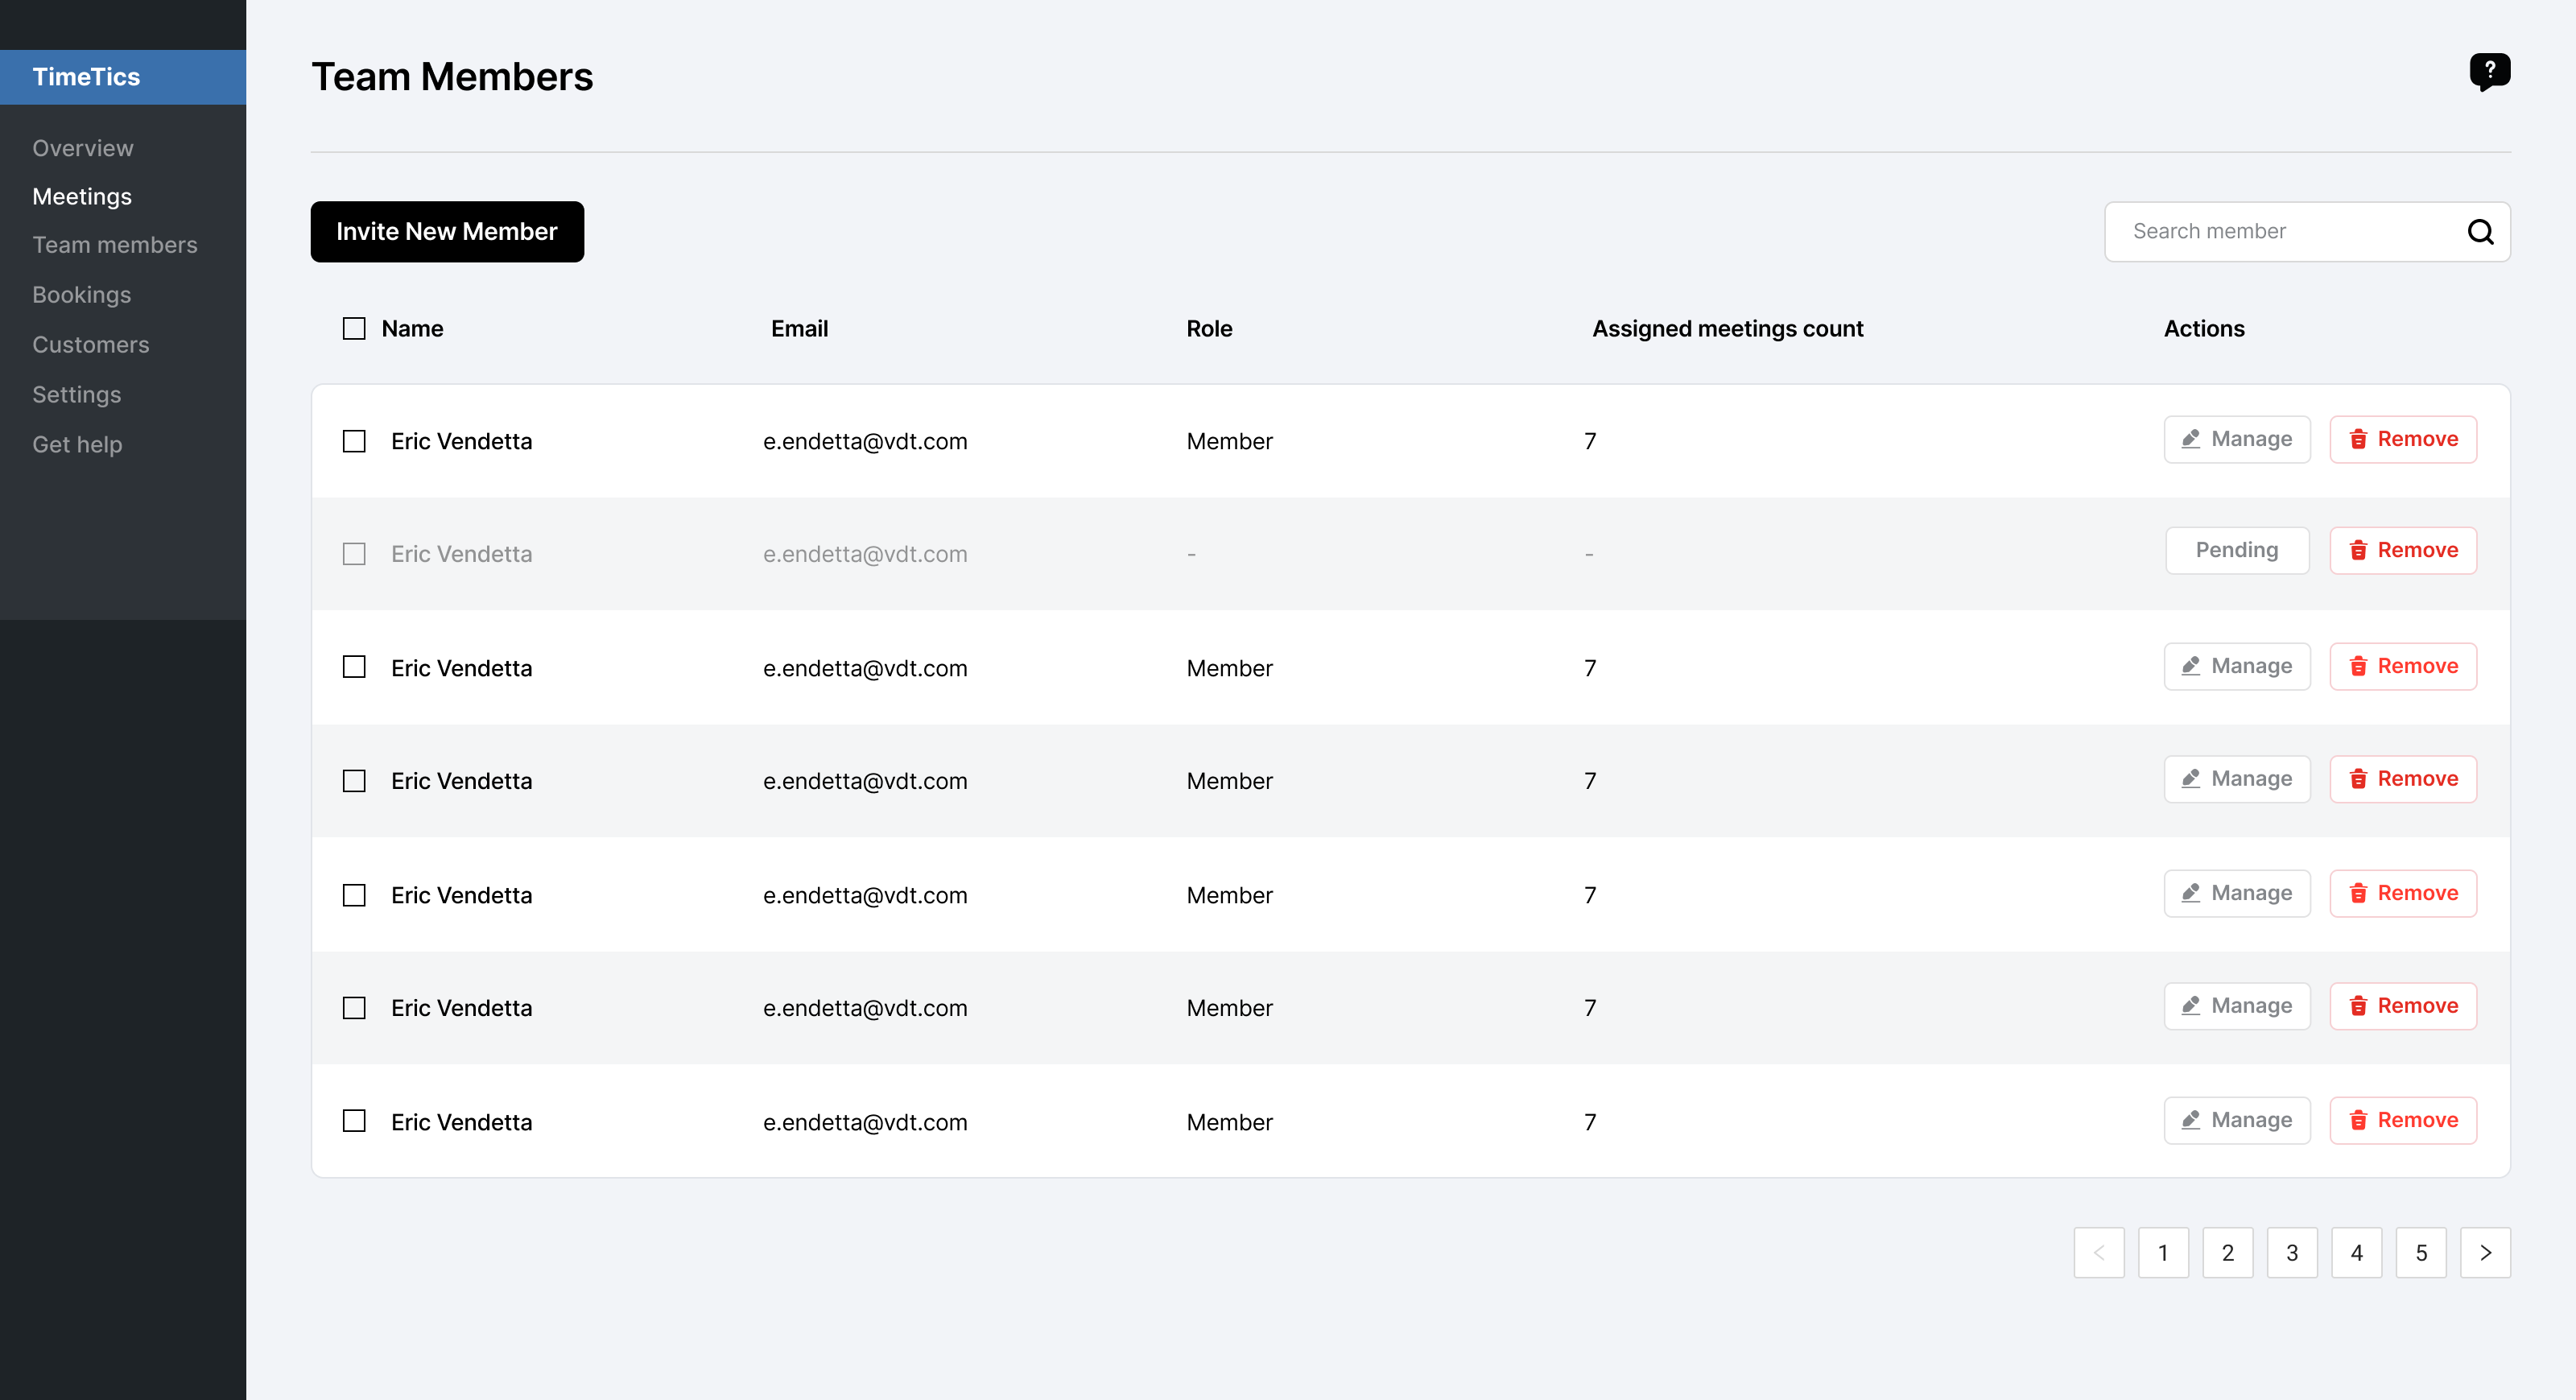 TimeTics
Overview
Meetings
Team members
Bookings
Customers
Settings
Get help
Team Members
?
Invite New Member
Search member
Name Email Role Assigned meetings count Actions
Eric Vendetta e.endetta@vdt.com Member 7 Manage Remove
Eric Vendetta e.endetta@vdt.com - - Pending Remove
Eric Vendetta e.endetta@vdt.com Member 7 Manage Remove
Eric Vendetta e.endetta@vdt.com Member 7 Manage Remove
Eric Vendetta e.endetta@vdt.com Member 7 Manage Remove
Eric Vendetta e.endetta@vdt.com Member 7 Manage Remove
Eric Vendetta e.endetta@vdt.com Member 7 Manage Remove
< 1 2 3 4 5 >